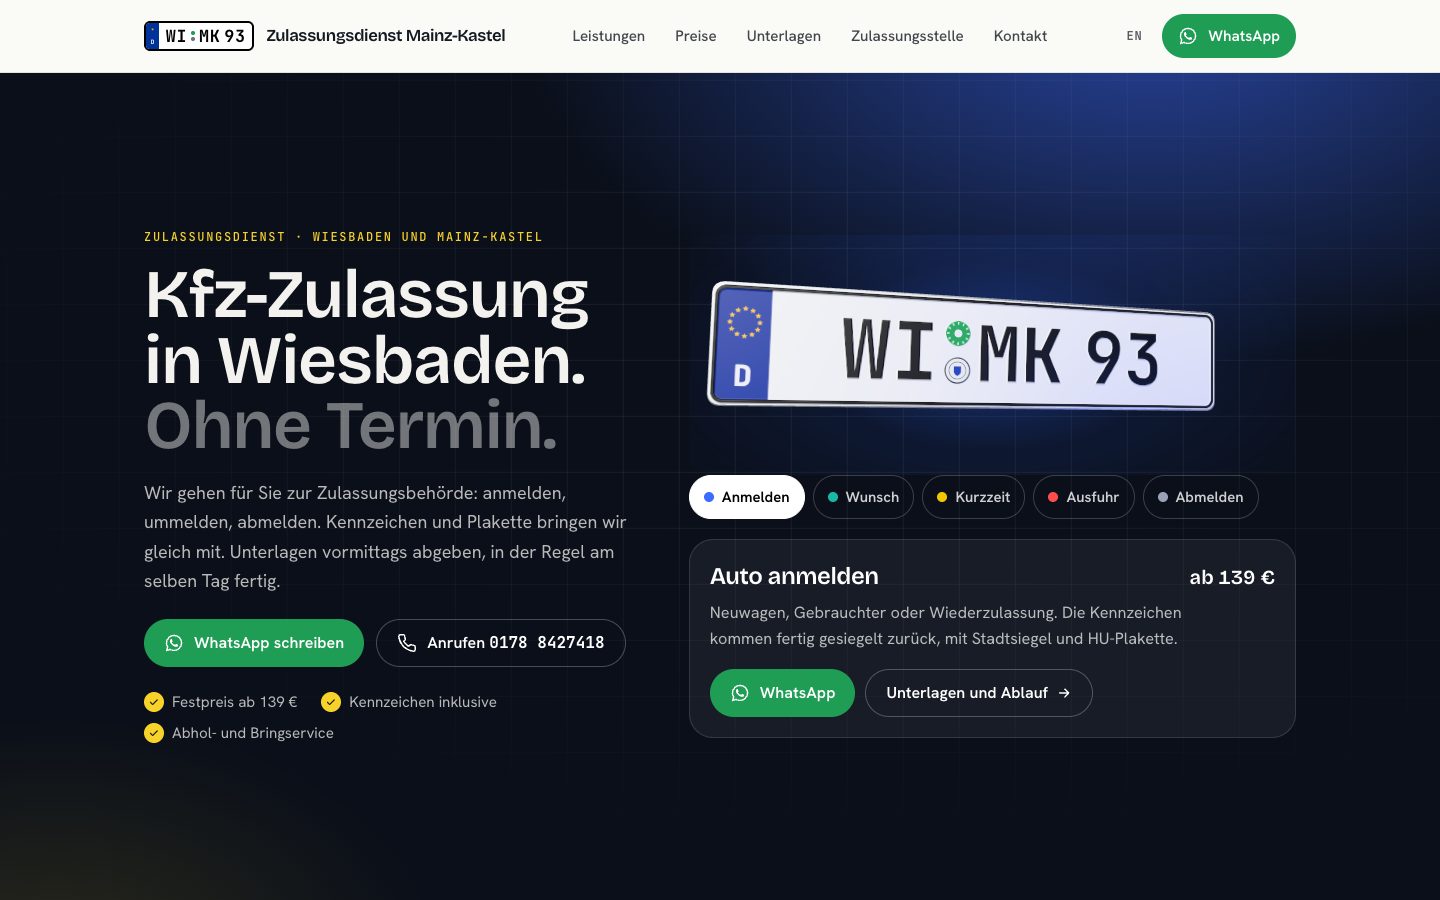 D
WI MK 93
Zulassungsdienst Mainz-Kastel
Leistungen
Preise
Unterlagen
Zulassungsstelle
Kontakt
EN
WhatsApp
ZULASSUNGSDIENST · WIESBADEN UND MAINZ-KASTEL
Kfz-Zulassung
in Wiesbaden.
Ohne Termin.
Wir gehen für Sie zur Zulassungsbehörde: anmelden,
ummelden, abmelden. Kennzeichen und Plakette bringen wir
gleich mit. Unterlagen vormittags abgeben, in der Regel am
selben Tag fertig.
WhatsApp schreiben
Anrufen 0178 8427418
Festpreis ab 139 €
Kennzeichen inklusive
Abhol- und Bringservice
D
WI MK 93
Anmelden
Wunsch
Kurzzeit
Ausfuhr
Abmelden
Auto anmelden
ab 139 €
Neuwagen, Gebrauchter oder Wiederzulassung. Die Kennzeichen
kommen fertig gesiegelt zurück, mit Stadtsiegel und HU-Plakette.
WhatsApp
Unterlagen und Ablauf →